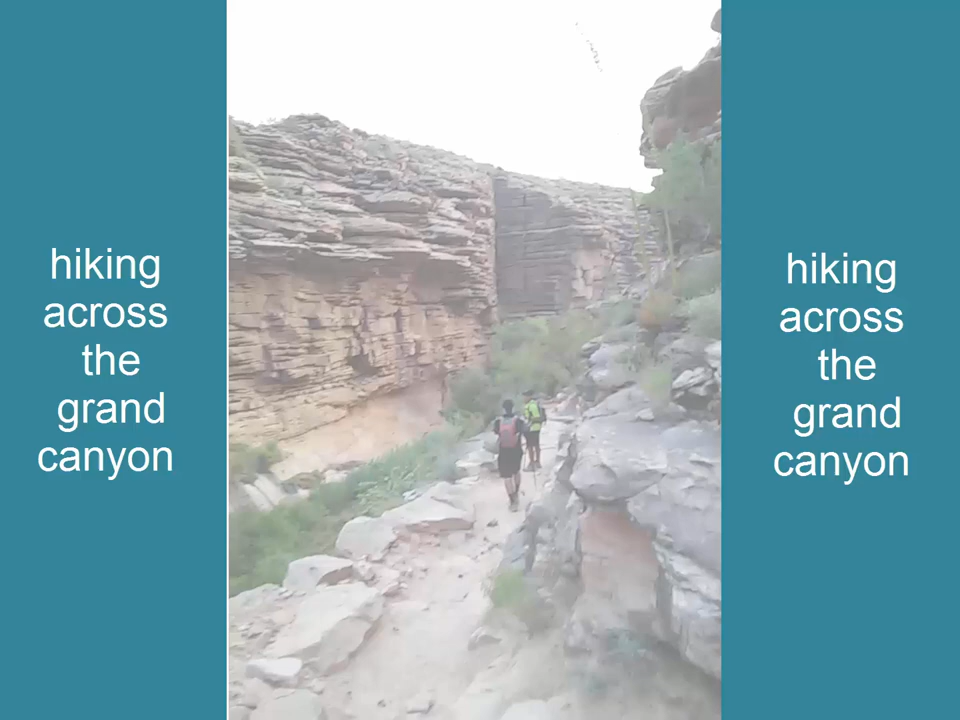 hiking
across
the
grand
canyon
hiking
across
the
grand
canyon